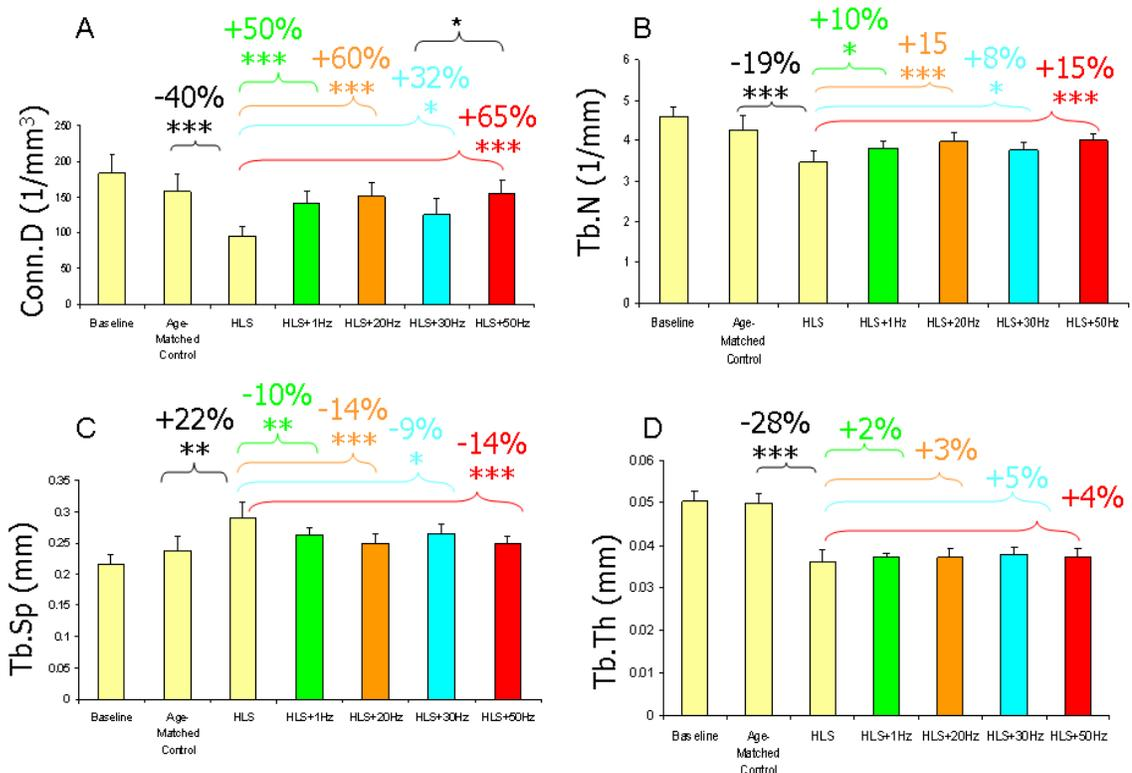 A
+50%
***
+60%
***
+32%
*
*
-40%
***
+65%
***
Conn.D (1/mm3)
250
200
150
100
50
0
Baseline
Age-
Matched
Control
HLS
HLS+1Hz
HLS+20Hz
HLS+30Hz
HLS+50Hz
B
+10%
*
+15
***
+8%
*
+15%
***
-19%
***
Tb.N (1/mm)
6
5
4
3
2
1
0
Baseline
Age-
Matched
Control
HLS
HLS+1Hz
HLS+20Hz
HLS+30Hz
HLS+50Hz
C
+22%
**
-10%
**
-14%
***
-9%
*
-14%
***
Tb.Sp (mm)
0.35
0.3
0.25
0.2
0.15
0.1
0.05
0
Baseline
Age-
Matched
Control
HLS
HLS+1Hz
HLS+20Hz
HLS+30Hz
HLS+50Hz
D
-28%
***
+2%
+3%
+5%
+4%
Tb.Th (mm)
0.06
0.05
0.04
0.03
0.02
0.01
0
Baseline
Age-
Matched
Control
HLS
HLS+1Hz
HLS+20Hz
HLS+30Hz
HLS+50Hz